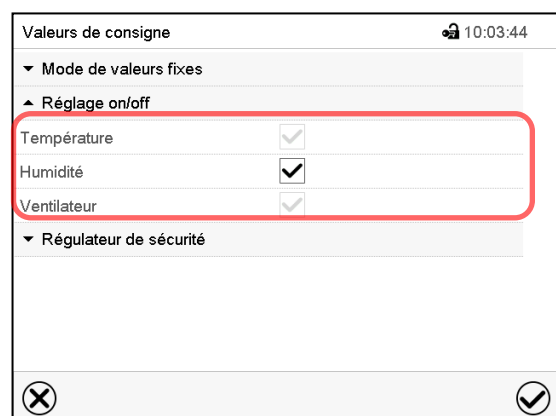 Valeurs de consigne 10:03:44
Mode de valeurs fixes
Réglage on/off
Température
Humidité
Ventilateur
Régulateur de sécurité